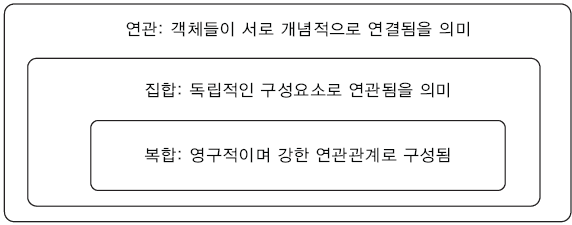 연관: 객체들이 서로 개념적으로 연결됨을 의미
집합: 독립적인 구성요소로 연관됨을 의미
복합: 영구적이며 강한 연관관계로 구성됨